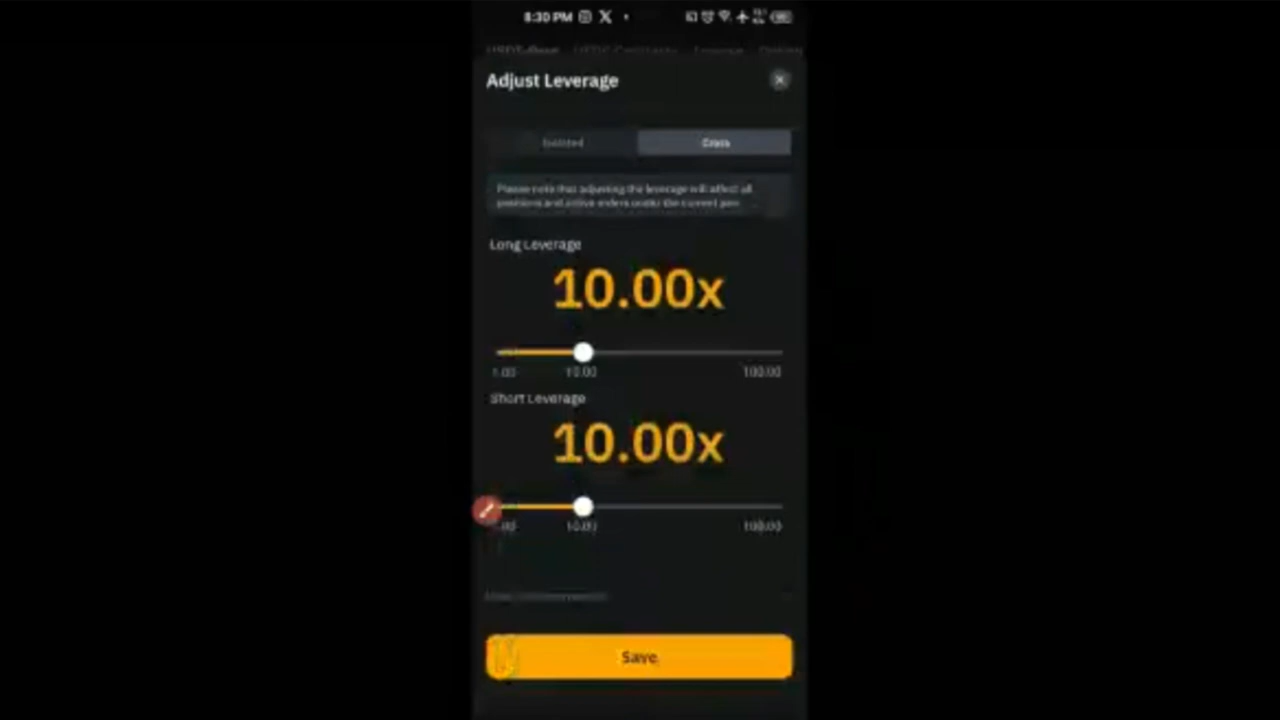 8:30 PM
Adjust Leverage
Isolated
Cross
Please note that adjusting the leverage will affect all
positions and active orders under the current pair.
Long Leverage
10.00x
1.00
10.00
100.00
Short Leverage
10.00x
.00
10.00
100.00
Save